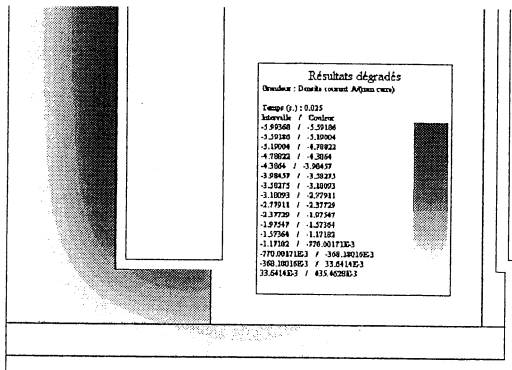 Résultats dégradés
Grandeur : Densité courant A/(mm carre)
Temps (s.) : 0.025
Intervalle / Couleur
-5.99368 / -5.59186
-5.59186 / -5.19004
-5.19004 / -4.78822
-4.78822 / -4.3864
-4.3864 / -3.98457
-3.98457 / -3.58275
-3.58275 / -3.18093
-3.18093 / -2.77911
-2.77911 / -2.37729
-2.37729 / -1.97547
-1.97547 / -1.57364
-1.57364 / -1.17182
-1.17182 / -770.00171E-3
-770.00171E-3 / -368.18016E-3
-368.18016E-3 / 33.6414E-3
33.6414E-3 / 435.4628E-3